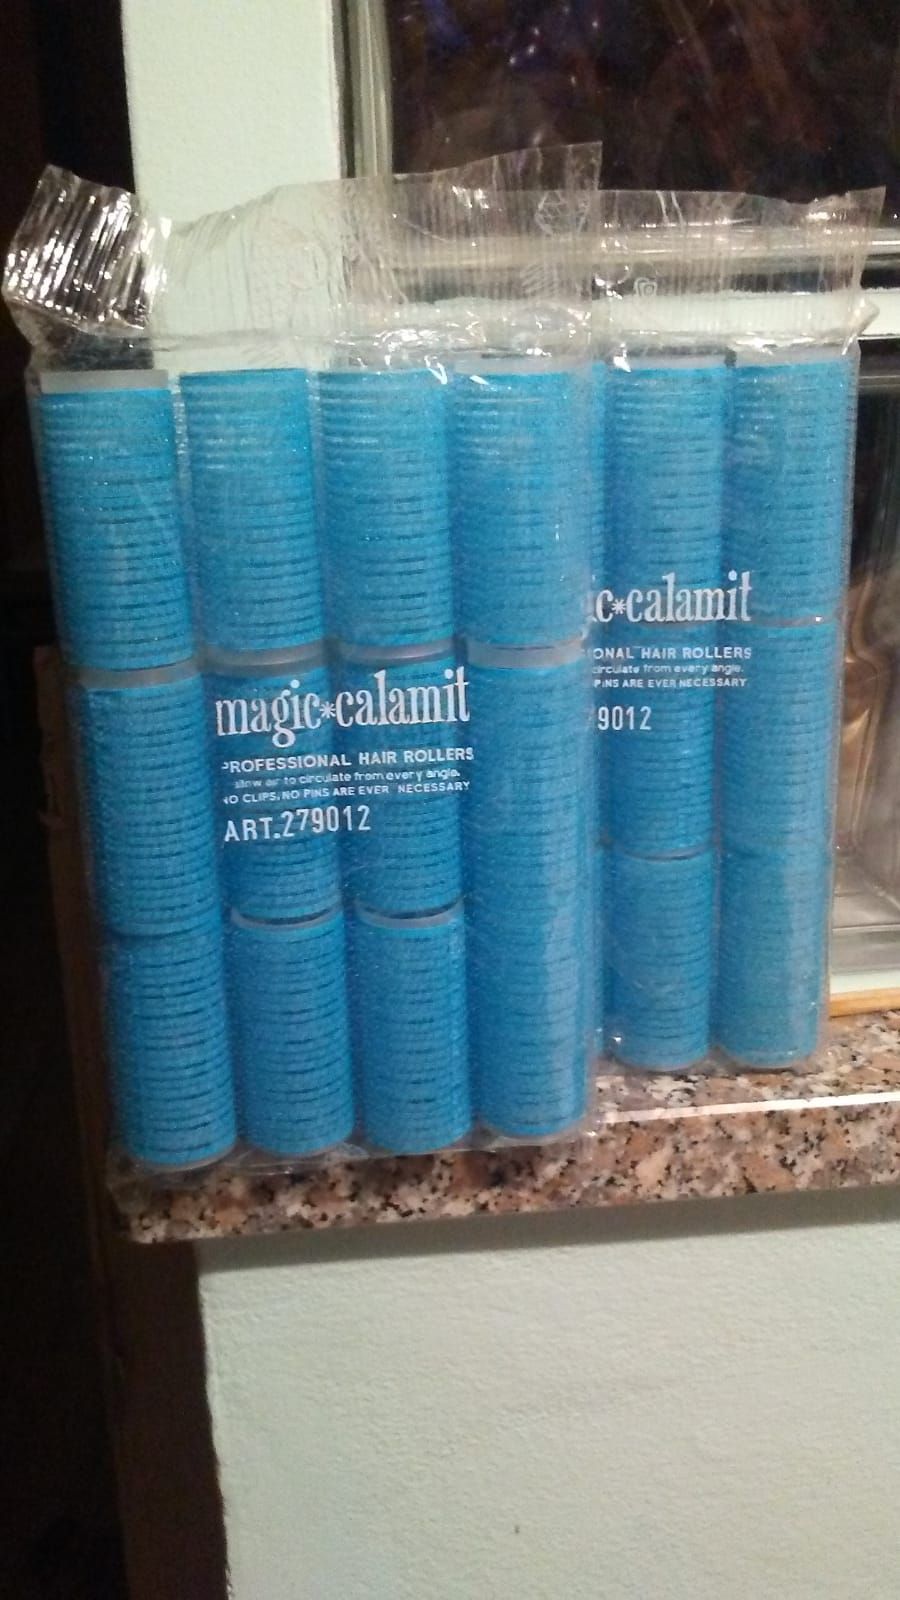 magic*calamit
PROFESSIONAL HAIR ROLLERS
allow air to circulate from every angle.
NO CLIPS, NO PINS ARE EVER NECESSARY
ART.279012
ic*calamit
ONAL HAIR ROLLERS
circulate from every angle.
PINS ARE EVER NECESSARY
79012